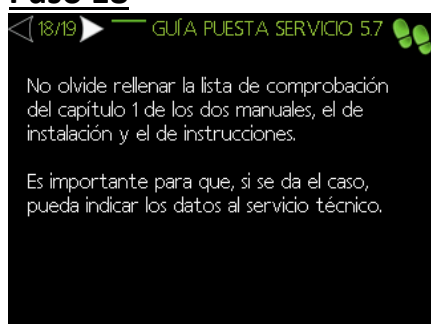 18/19 GUÍA PUESTA SERVICIO 5.7
No olvide rellenar la lista de comprobación
del capítulo 1 de los dos manuales, el de
instalación y el de instrucciones.
Es importante para que, si se da el caso,
pueda indicar los datos al servicio técnico.